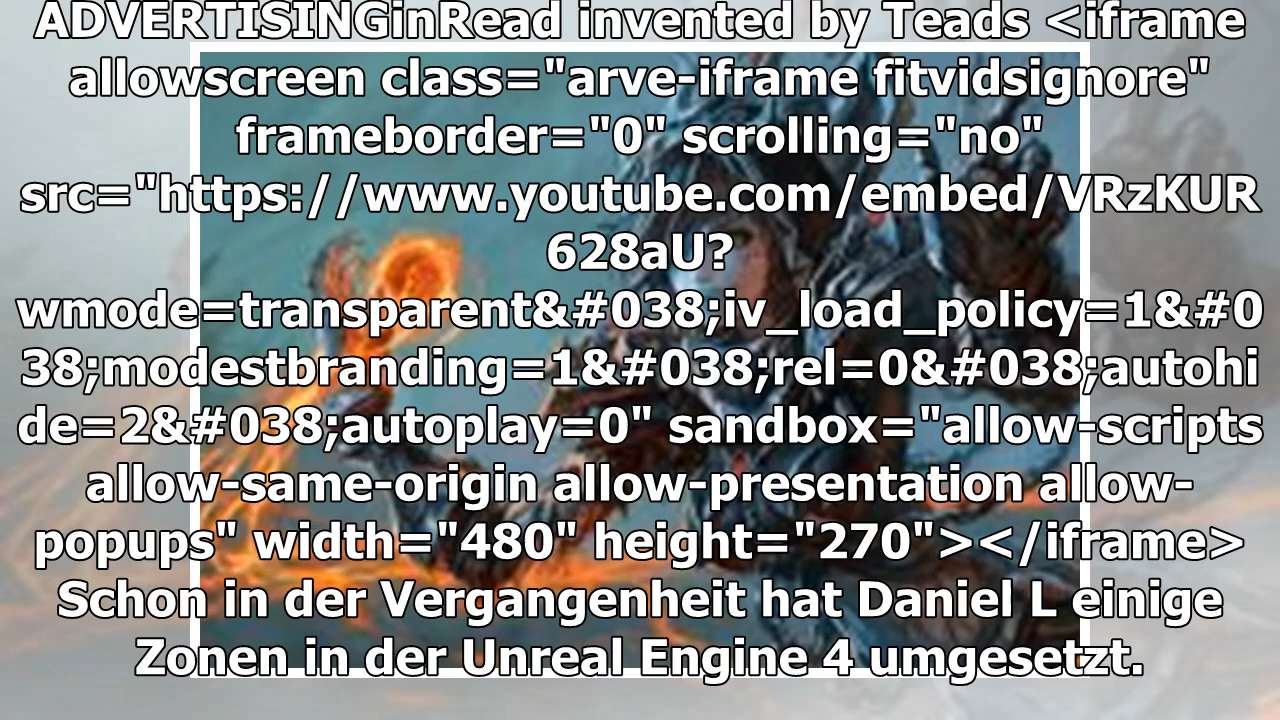 ADVERTISINGinRead invented by Teads <iframe
allowscreen class="arve-iframe fitvidsignore"
frameborder="0" scrolling="no"
src="https://www.youtube.com/embed/VRzKUR
628aU?
wmode=transparent&#038;iv_load_policy=1&#0
38;modestbranding=1&#038;rel=0&#038;autohi
de=2&#038;autoplay=0" sandbox="allow-scripts
allow-same-origin allow-presentation allow-
popups" width="480" height="270"></iframe>
Schon in der Vergangenheit hat Daniel L einige
Zonen in der Unreal Engine 4 umgesetzt.